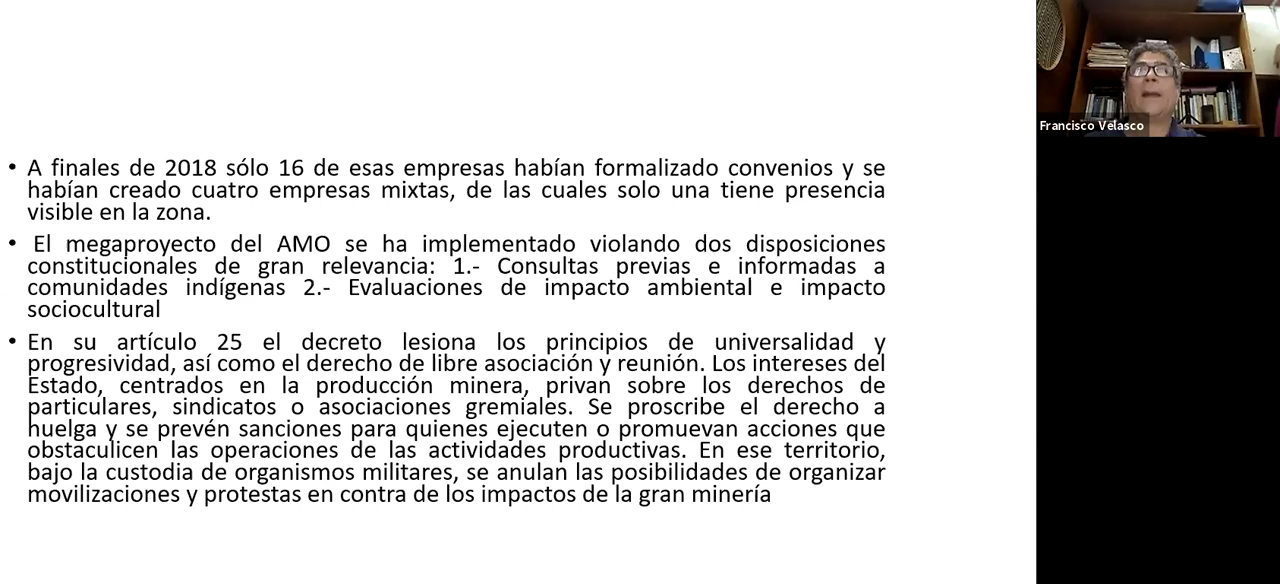 • A finales de 2018 sólo 16 de esas empresas habían formalizado convenios y se
habían creado cuatro empresas mixtas, de las cuales solo una tiene presencia
visible en la zona.
• El megaproyecto del AMO se ha implementado violando dos disposiciones
constitucionales de gran relevancia: 1.- Consultas previas e informadas a
comunidades indígenas 2.- Evaluaciones de impacto ambiental e impacto
sociocultural
• En su artículo 25 el decreto lesiona los principios de universalidad y
progresividad, así como el derecho de libre asociación y reunión. Los intereses del
Estado, centrados en la producción minera, privan sobre los derechos de
particulares, sindicatos o asociaciones gremiales. Se proscribe el derecho a
huelga y se prevén sanciones para quienes ejecuten o promuevan acciones que
obstaculicen las operaciones de las actividades productivas. En ese territorio,
bajo la custodia de organismos militares, se anulan las posibilidades de organizar
movilizaciones y protestas en contra de los impactos de la gran minería
Francisco Velasco